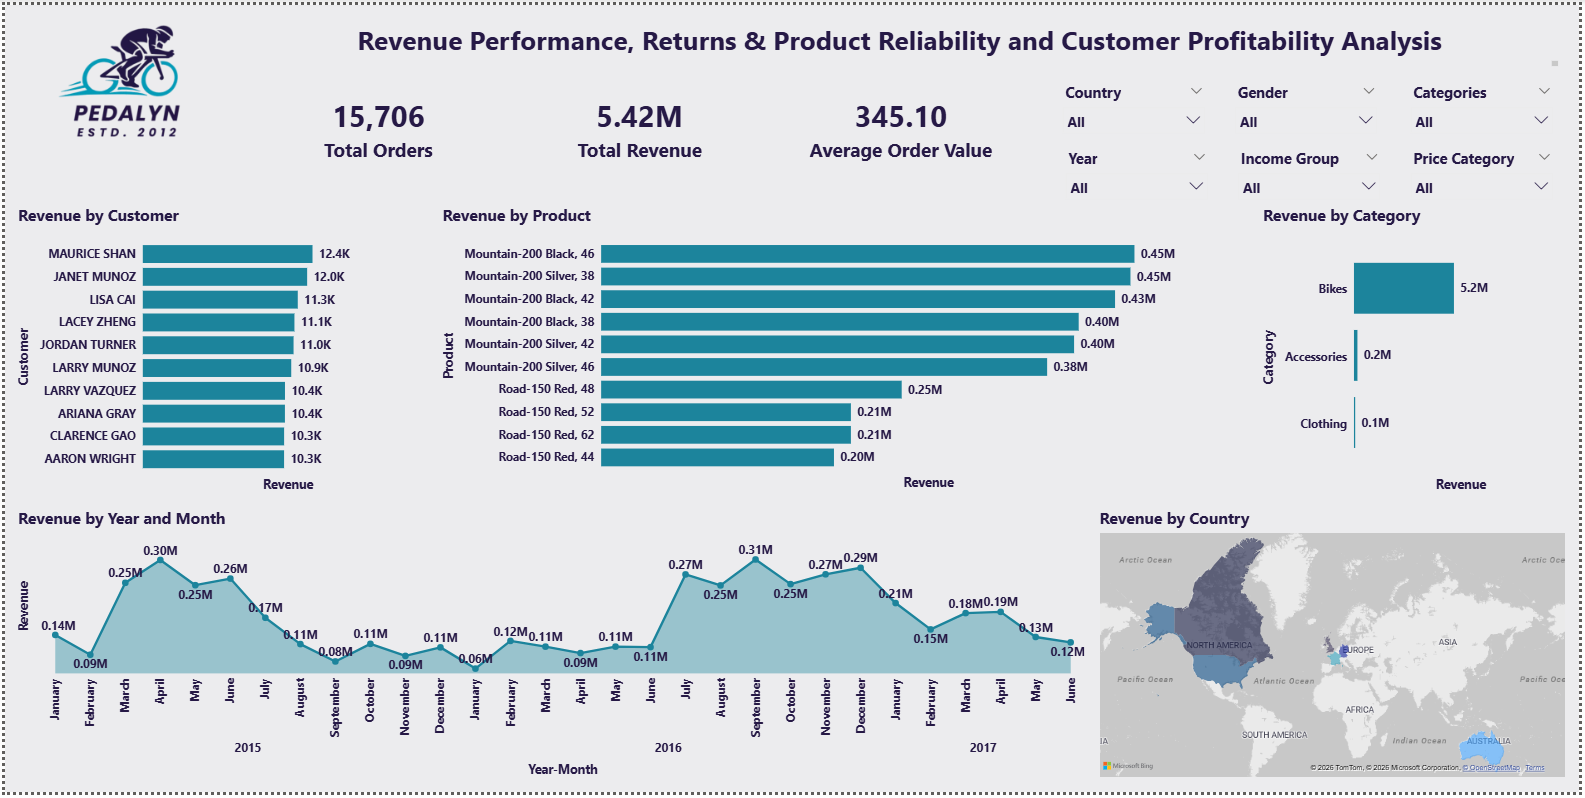 Revenue Performance, Returns & Product Reliability and Customer Profitability Analysis
PEDALYN
ESTD. 2012
15,706
Total Orders
5.42M
Total Revenue
345.10
Average Order Value
Country
All
Gender
All
Categories
All
Year
All
Income Group
All
Price Category
All
Revenue by Customer
Customer
MAURICE SHAN 12.4K
JANET MUNOZ 12.0K
LISA CAI 11.3K
LACEY ZHENG 11.1K
JORDAN TURNER 11.0K
LARRY MUNOZ 10.9K
LARRY VAZQUEZ 10.4K
ARIANA GRAY 10.4K
CLARENCE GAO 10.3K
AARON WRIGHT 10.3K
Revenue
Revenue by Product
Product
Mountain-200 Black, 46 0.45M
Mountain-200 Silver, 38 0.45M
Mountain-200 Black, 42 0.43M
Mountain-200 Black, 38 0.40M
Mountain-200 Silver, 42 0.40M
Mountain-200 Silver, 46 0.38M
Road-150 Red, 48 0.25M
Road-150 Red, 52 0.21M
Road-150 Red, 62 0.21M
Road-150 Red, 44 0.20M
Revenue
Revenue by Category
Category
Bikes 5.2M
Accessories 0.2M
Clothing 0.1M
Revenue
Revenue by Year and Month
Revenue
0.14M 0.09M 0.25M 0.30M 0.25M 0.26M 0.17M 0.11M 0.08M 0.11M 0.09M 0.11M 0.06M 0.12M 0.11M 0.09M 0.11M 0.11M 0.27M 0.25M 0.31M 0.25M 0.27M 0.29M 0.21M 0.15M 0.18M 0.19M 0.13M 0.12M
January February March April May June July August September October November December January February March April May June July August September October November December January February March April May June
2015 2016 2017
Year-Month
Revenue by Country
Arctic Ocean
Arctic Oce
NORTH AMERICA
EUROPE
ASIA
Pacific Ocean
Atlantic Ocean
Pacific Oce
AFRICA
SOUTH AMERICA
Indian Ocean
AUSTRALIA
IA
Microsoft Bing
© 2026 TomTom, © 2026 Microsoft Corporation, © OpenStreetMap Terms